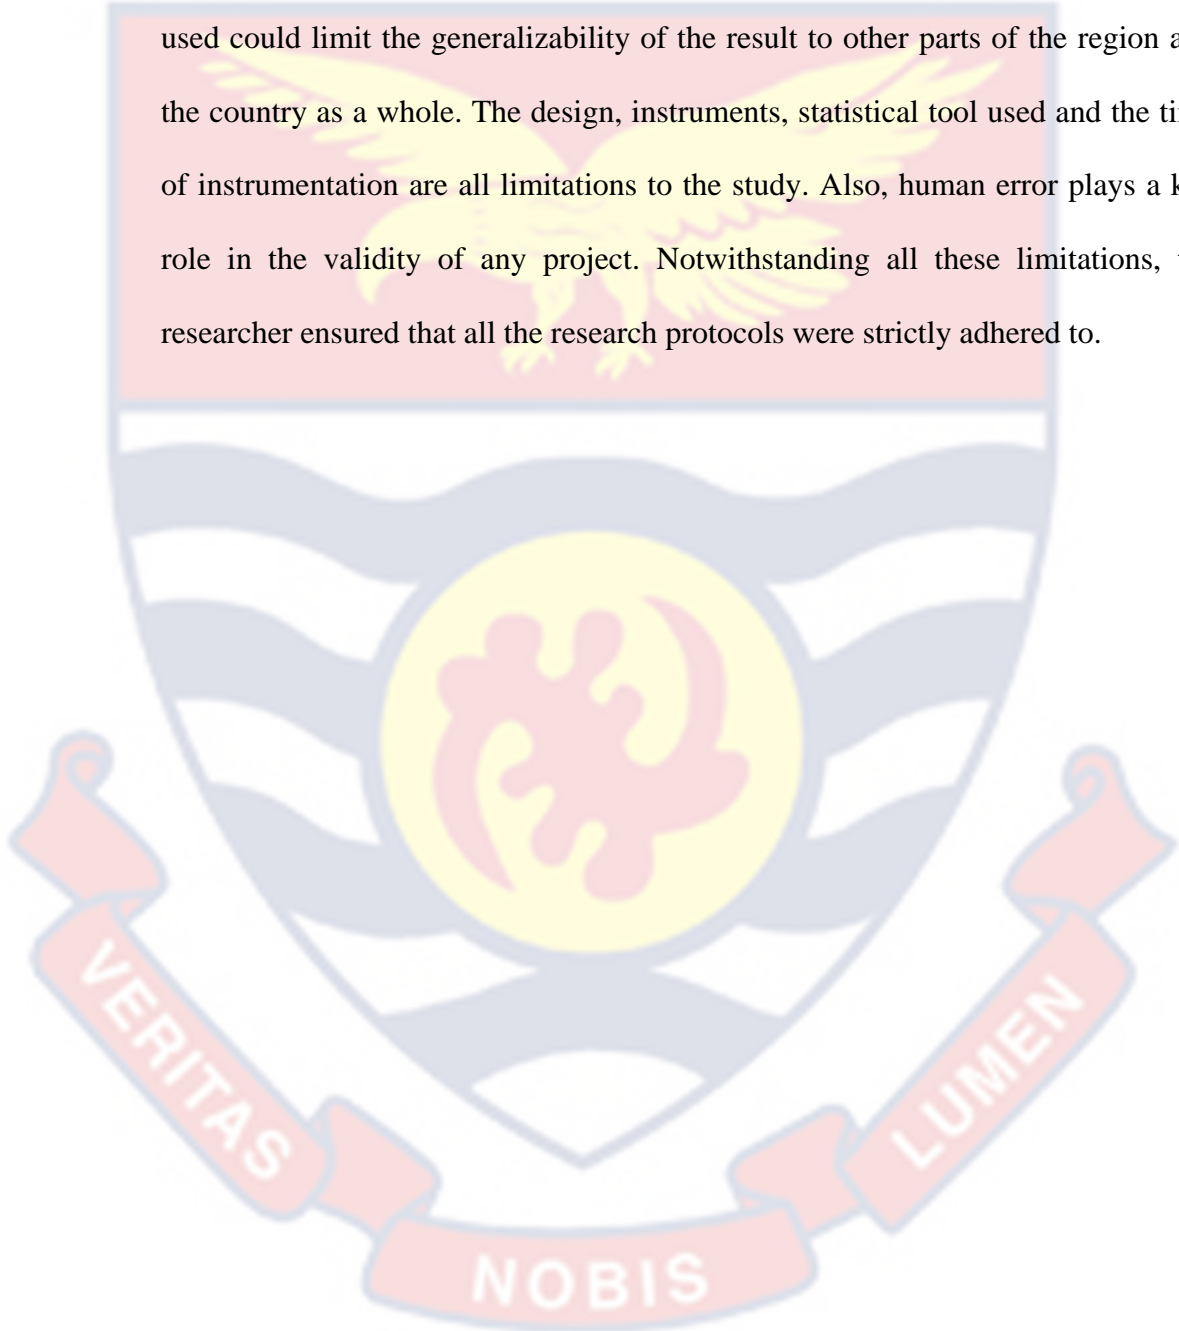 used could limit the generalizability of the result to other parts of the region a
the country as a whole. The design, instruments, statistical tool used and the ti
of instrumentation are all limitations to the study. Also, human error plays a k
role in the validity of any project. Notwithstanding all these limitations, t
researcher ensured that all the research protocols were strictly adhered to.
VERITAS
NOBIS
LUMEN